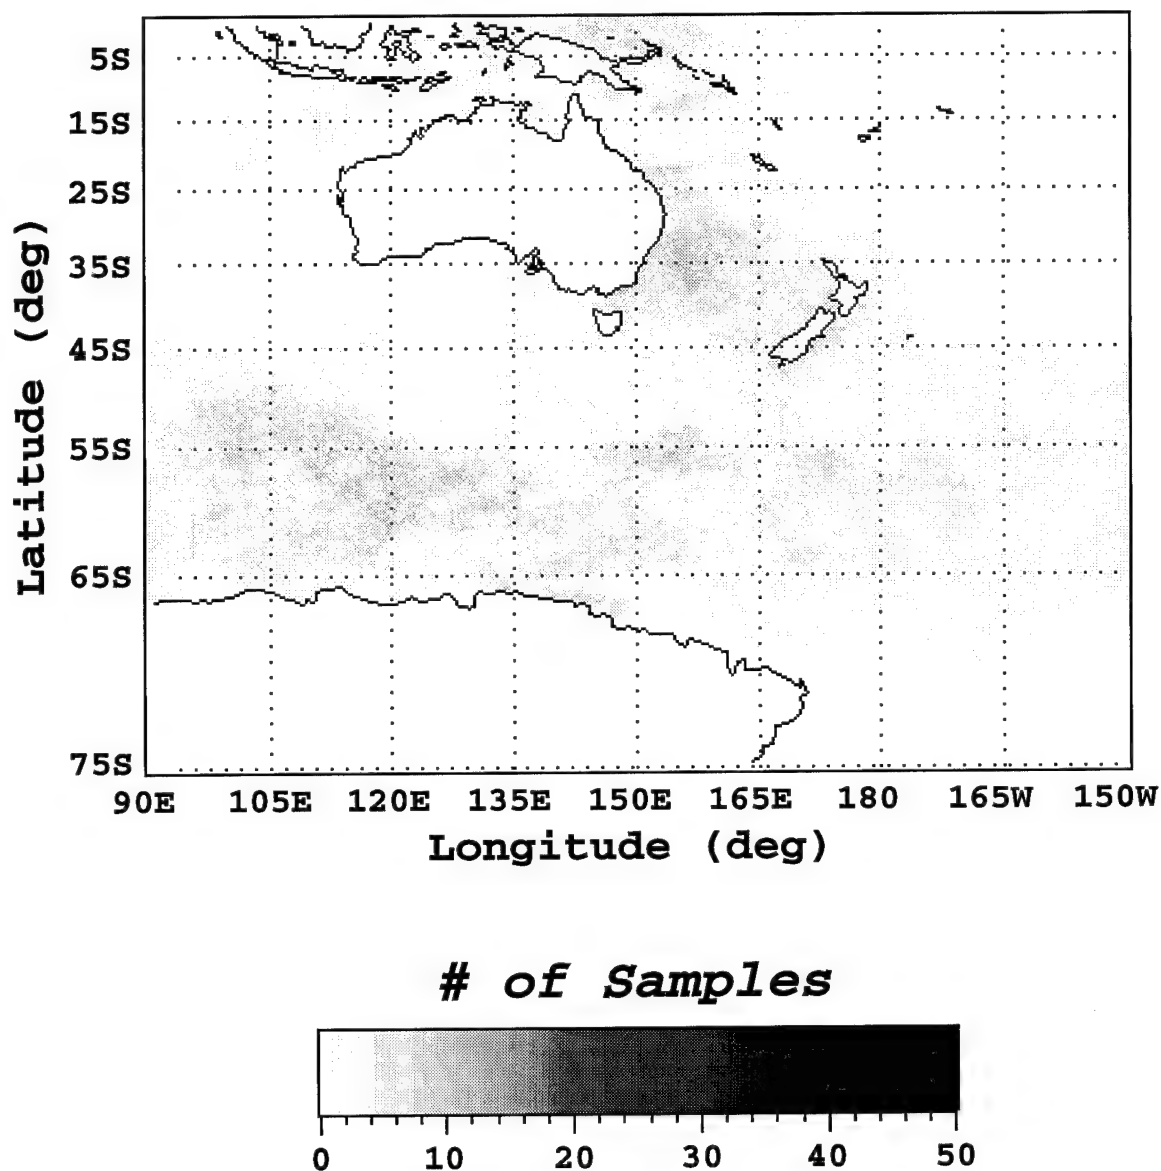 5S
15S
25S
35S
45S
55S
65S
75S
Latitude (deg)
90E 105E 120E 135E 150E 165E 180 165W 150W
Longitude (deg)
# of Samples
0 10 20 30 40 50